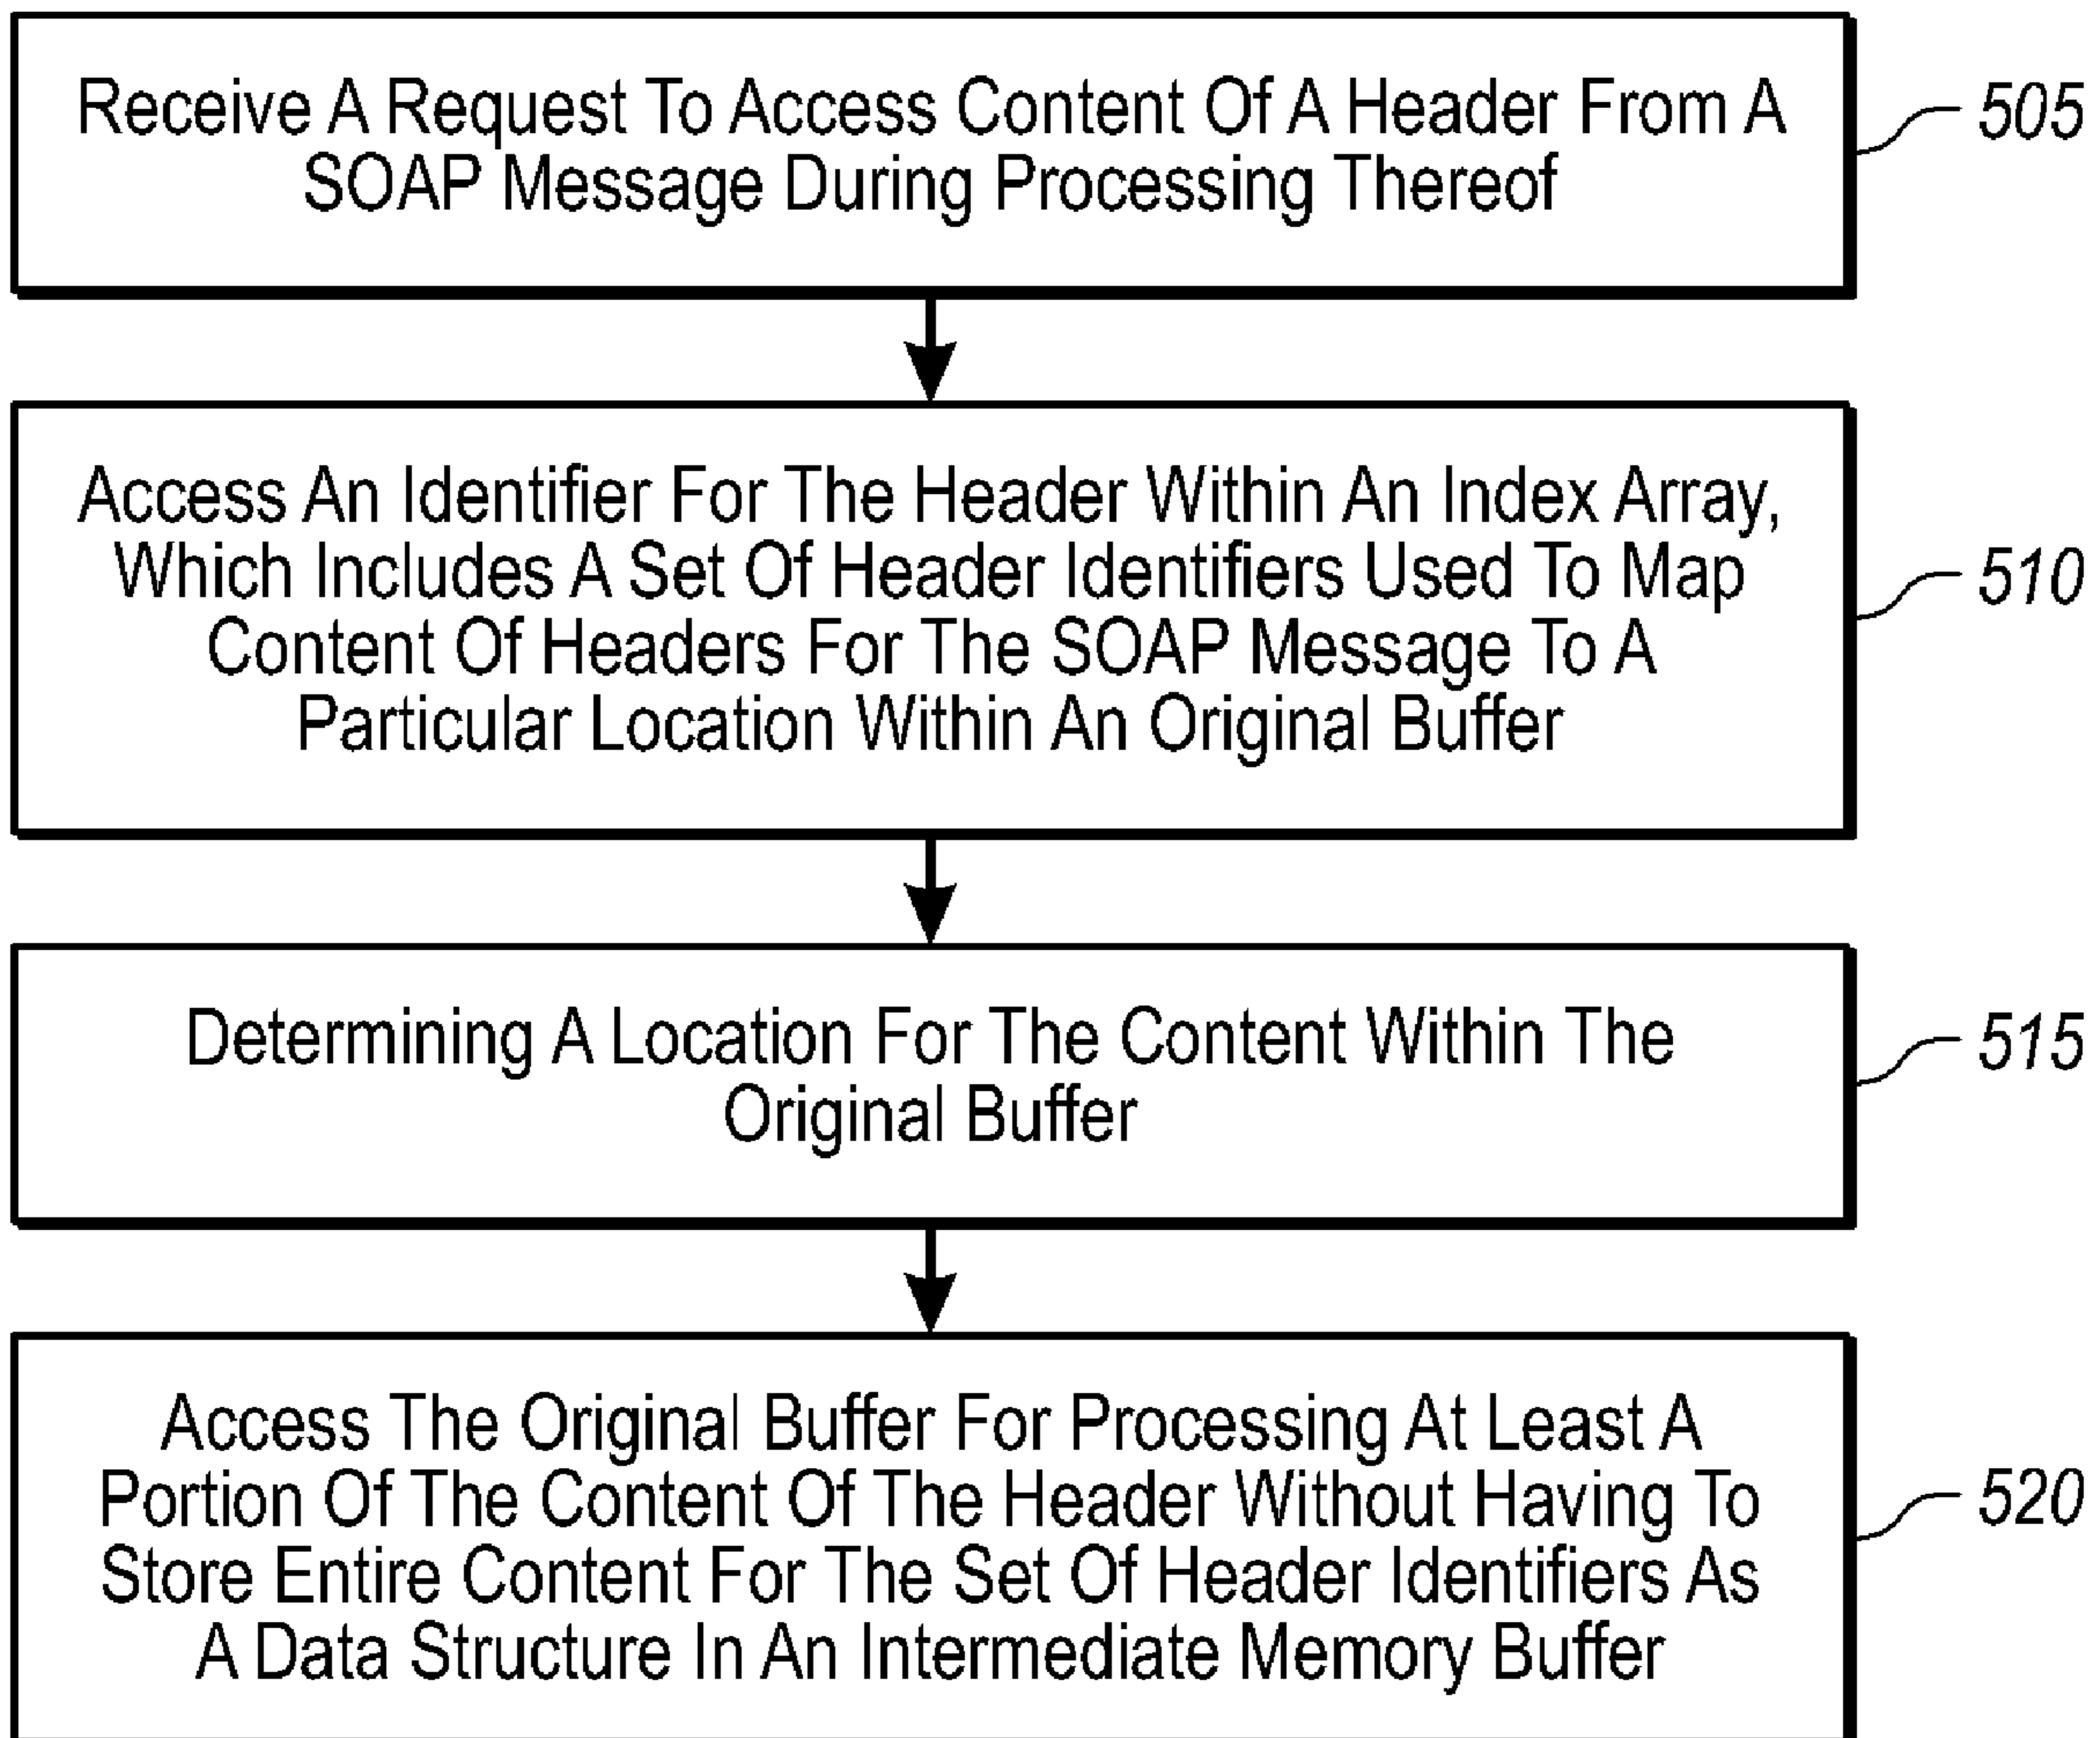 Receive A Request To Access Content Of A Header From A
SOAP Message During Processing Thereof
505
Access An Identifier For The Header Within An Index Array,
Which Includes A Set Of Header Identifiers Used To Map
Content Of Headers For The SOAP Message To A
Particular Location Within An Original Buffer
510
Determining A Location For The Content Within The
Original Buffer
515
Access The Original Buffer For Processing At Least A
Portion Of The Content Of The Header Without Having To
Store Entire Content For The Set Of Header Identifiers As
A Data Structure In An Intermediate Memory Buffer
520